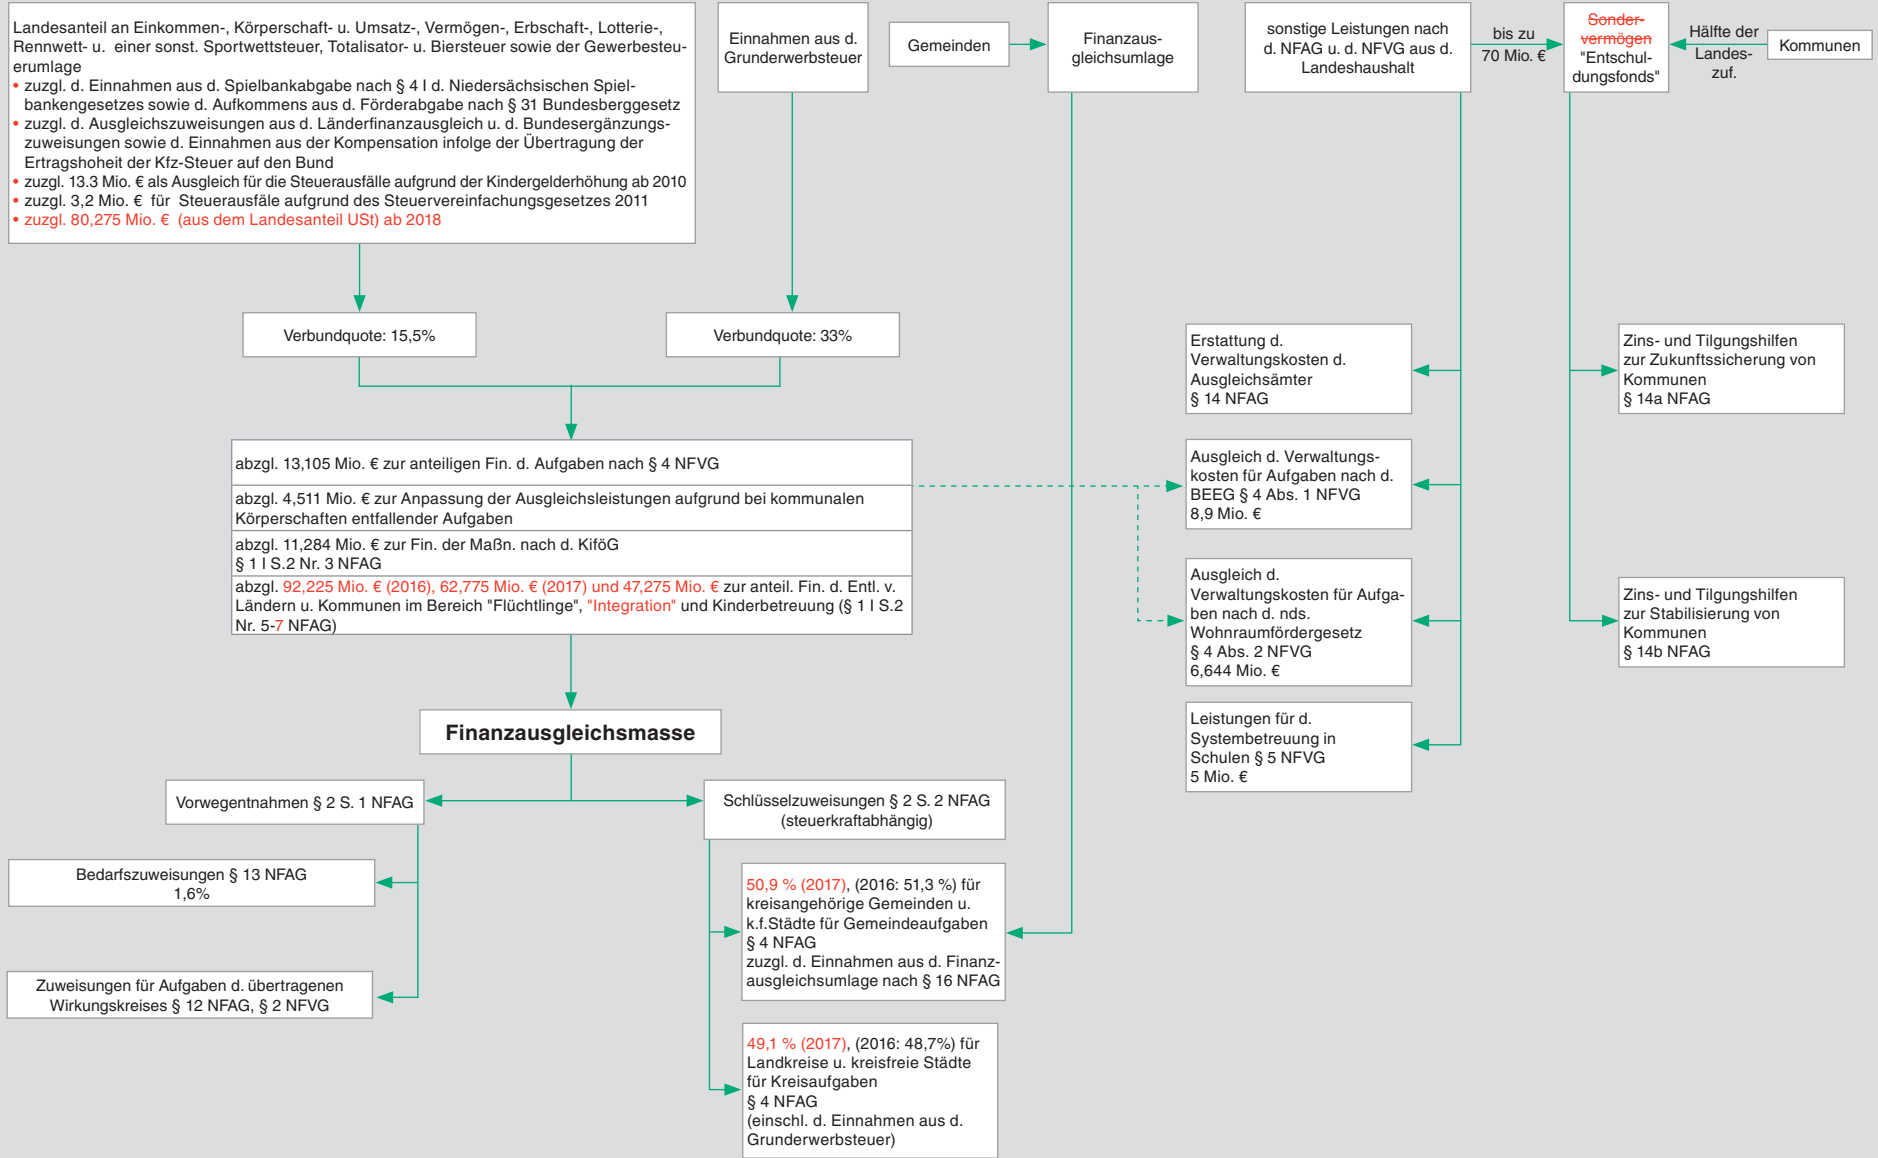 Landesanteil an Einkommen-, Körperschaft- u. Umsatz-, Vermögen-, Erbschaft-, Lotterie-,
Rennwett- u. einer sonst. Sportwettsteuer, Totalisator- u. Biersteuer sowie der Gewerbesteu-
erumlage
• zuzgl. d. Einnahmen aus d. Spielbankabgabe nach § 4 I d. Niedersächsischen Spiel-
bankengesetzes sowie d. Aufkommens aus d. Förderabgabe nach § 31 Bundesberggesetz
• zuzgl. d. Ausgleichszuweisungen aus d. Länderfinanzausgleich u. d. Bundesergänzungs-
zuweisungen sowie d. Einnahmen aus der Kompensation infolge der Übertragung der
Ertragshoheit der Kfz-Steuer auf den Bund
• zuzgl. 13.3 Mio. € als Ausgleich für die Steuerausfälle aufgrund der Kindergelderhöhung ab 2010
• zuzgl. 3,2 Mio. € für Steuerausfäle aufgrund des Steuervereinfachungsgesetzes 2011
• zuzgl. 80,275 Mio. € (aus dem Landesanteil USt) ab 2018
Einnahmen aus d.
Grunderwerbsteuer
Gemeinden
Finanzaus-
gleichsumlage
sonstige Leistungen nach
d. NFAG u. d. NFVG aus d.
Landeshaushalt
bis zu
70 Mio. €
Sonder-
vermögen
"Entschul-
dungsfonds"
Hälfte der
Landes-
zuf.
Kommunen
Verbundquote: 15,5%
Verbundquote: 33%
abzgl. 13,105 Mio. € zur anteiligen Fin. d. Aufgaben nach § 4 NFVG
abzgl. 4,511 Mio. € zur Anpassung der Ausgleichsleistungen aufgrund bei kommunalen
Körperschaften entfallender Aufgaben
abzgl. 11,284 Mio. € zur Fin. der Maßn. nach d. KiföG
§ 1 I S.2 Nr. 3 NFAG
abzgl. 92,225 Mio. € (2016), 62,775 Mio. € (2017) und 47,275 Mio. € zur anteil. Fin. d. Entl. v.
Ländern u. Kommunen im Bereich "Flüchtlinge", "Integration" und Kinderbetreuung (§ 1 I S.2
Nr. 5-7 NFAG)
Finanzausgleichsmasse
Vorwegentnahmen § 2 S. 1 NFAG
Bedarfszuweisungen § 13 NFAG
1,6%
Zuweisungen für Aufgaben d. übertragenen
Wirkungskreises § 12 NFAG, § 2 NFVG
Schlüsselzuweisungen § 2 S. 2 NFAG
(steuerkraftabhängig)
50,9 % (2017), (2016: 51,3 %) für
kreisangehörige Gemeinden u.
k.f.Städte für Gemeindeaufgaben
§ 4 NFAG
zuzgl. d. Einnahmen aus d. Finanz-
ausgleichsumlage nach § 16 NFAG
49,1 % (2017), (2016: 48,7%) für
Landkreise u. kreisfreie Städte
für Kreisaufgaben
§ 4 NFAG
(einschl. d. Einnahmen aus d.
Grunderwerbsteuer)
Erstattung d.
Verwaltungskosten d.
Ausgleichsämter
§ 14 NFAG
Ausgleich d. Verwaltungs-
kosten für Aufgaben nach d.
BEEG § 4 Abs. 1 NFVG
8,9 Mio. €
Ausgleich d.
Verwaltungskosten für Aufga-
ben nach d. nds.
Wohnraumfördergesetz
§ 4 Abs. 2 NFVG
6,644 Mio. €
Leistungen für d.
Systembetreuung in
Schulen § 5 NFVG
5 Mio. €
Zins- und Tilgungshilfen
zur Zukunftssicherung von
Kommunen
§ 14a NFAG
Zins- und Tilgungshilfen
zur Stabilisierung von
Kommunen
§ 14b NFAG